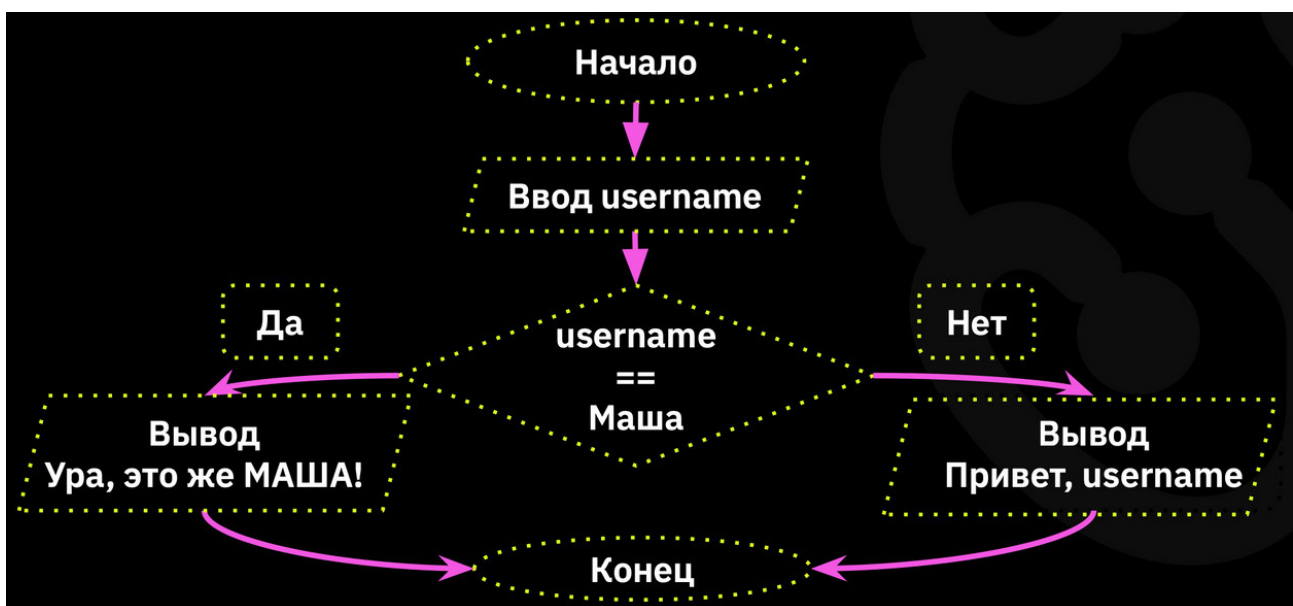 Начало
Ввод username
Да
Нет
username
==
Маша
Вывод
Ура, это же МАША!
Вывод
Привет, username
Конец